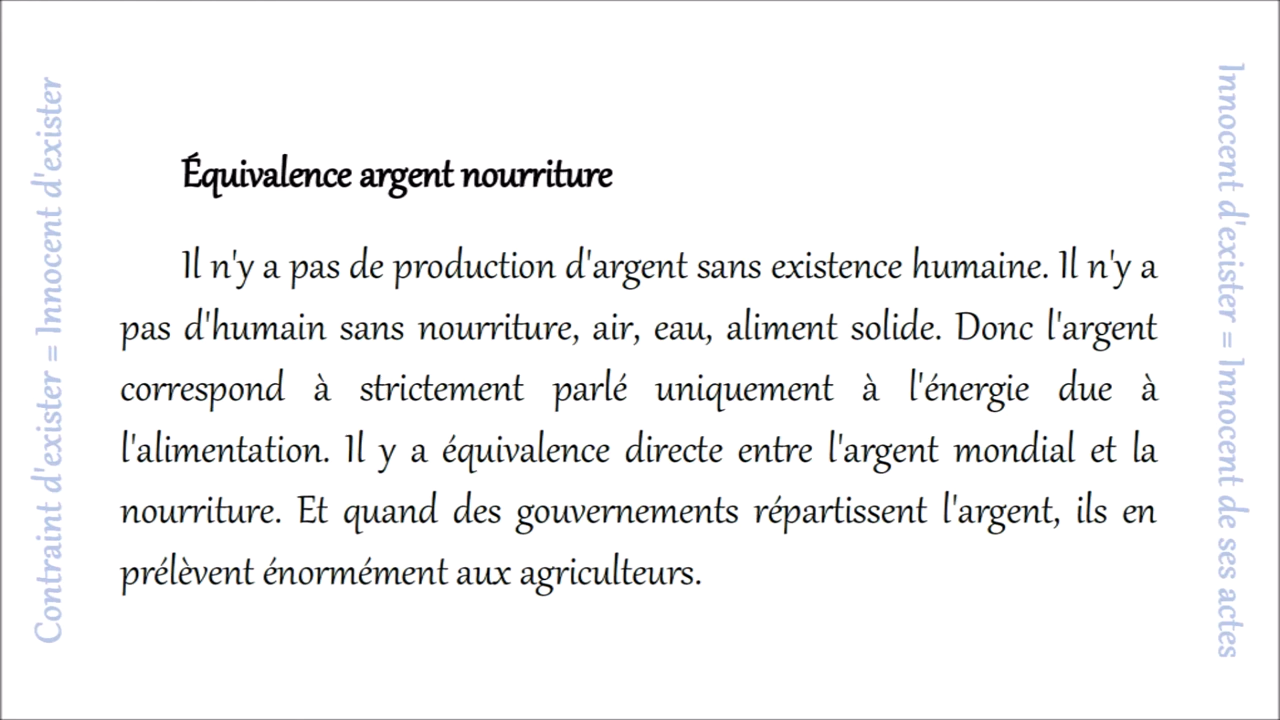 Contraint d'exister = Innocent d'exister
Équivalence argent nourriture
Il n'y a pas de production d'argent sans existence humaine. Il n'y a
pas d'humain sans nourriture, air, eau, aliment solide. Donc l'argent
correspond à strictement parlé uniquement à l'énergie due à
l'alimentation. Il y a équivalence directe entre l'argent mondial et la
nourriture. Et quand des gouvernements répartissent l'argent, ils en
prélèvent énormément aux agriculteurs.
Innocent d'exister = Innocent de ses actes